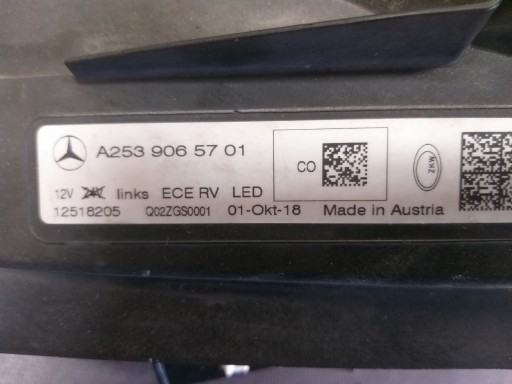 A253 906 57 01
CO
ZKW
12V 24V links ECE RV LED
12518205 Q02ZGS0001 01-Okt-18 Made in Austria